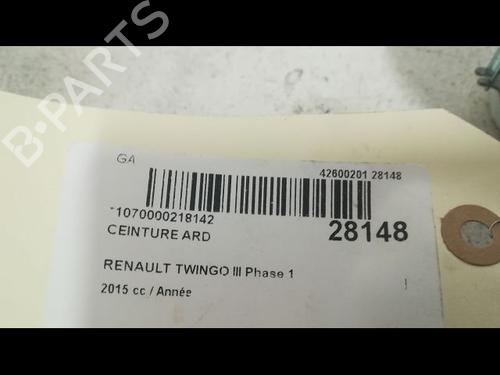 B-PARTS
GA
42600201 28148
*1070000218142
CEINTURE ARD
28148
RENAULT TWINGO III Phase 1
2015 cc / Année